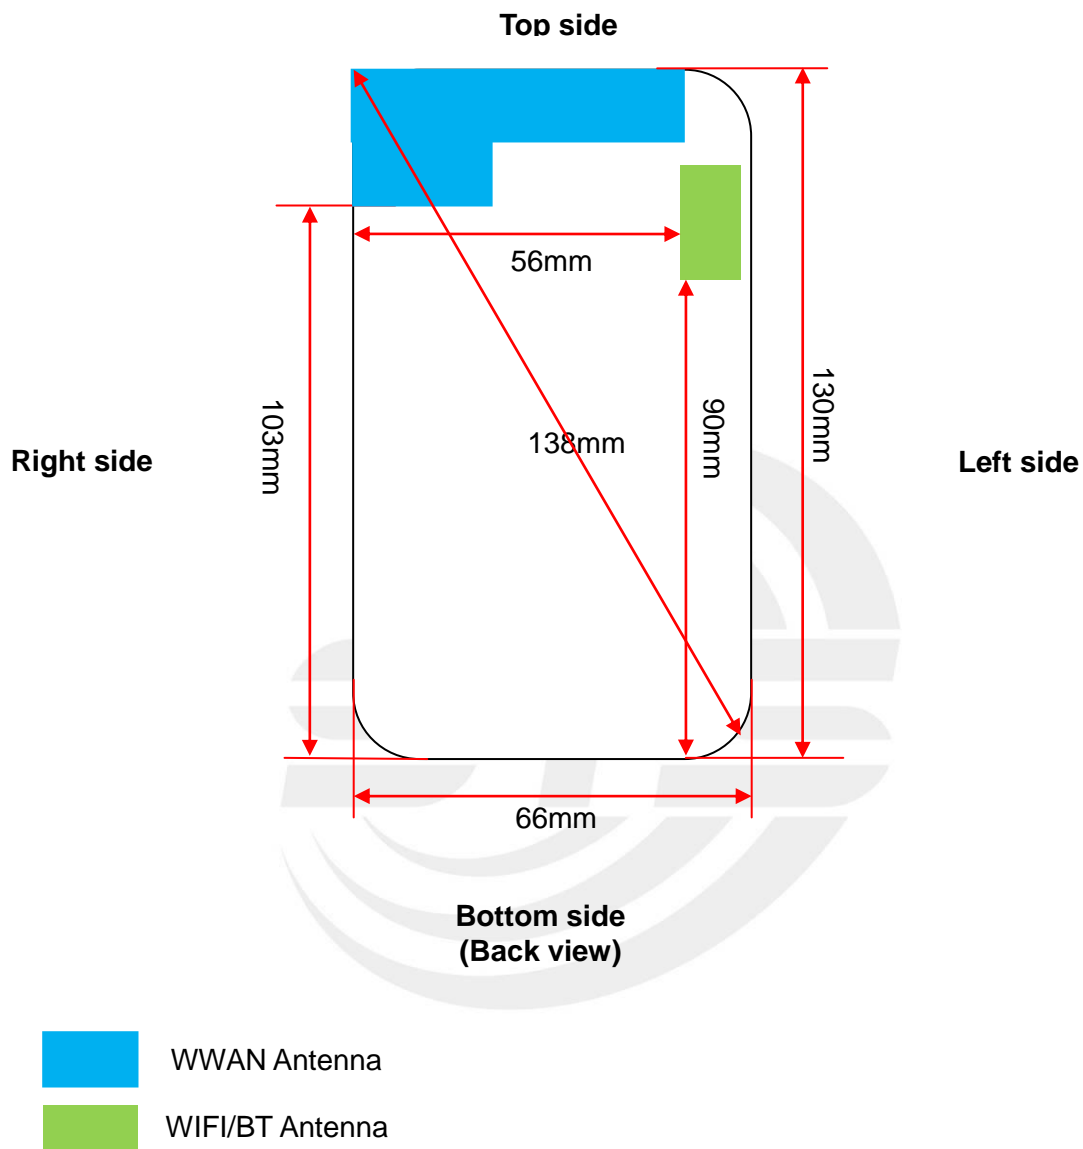 Top side
56mm
130mm
103mm
90mm
138mm
Right side
Left side
66mm
Bottom side
(Back view)
WWAN Antenna
WIFI/BT Antenna